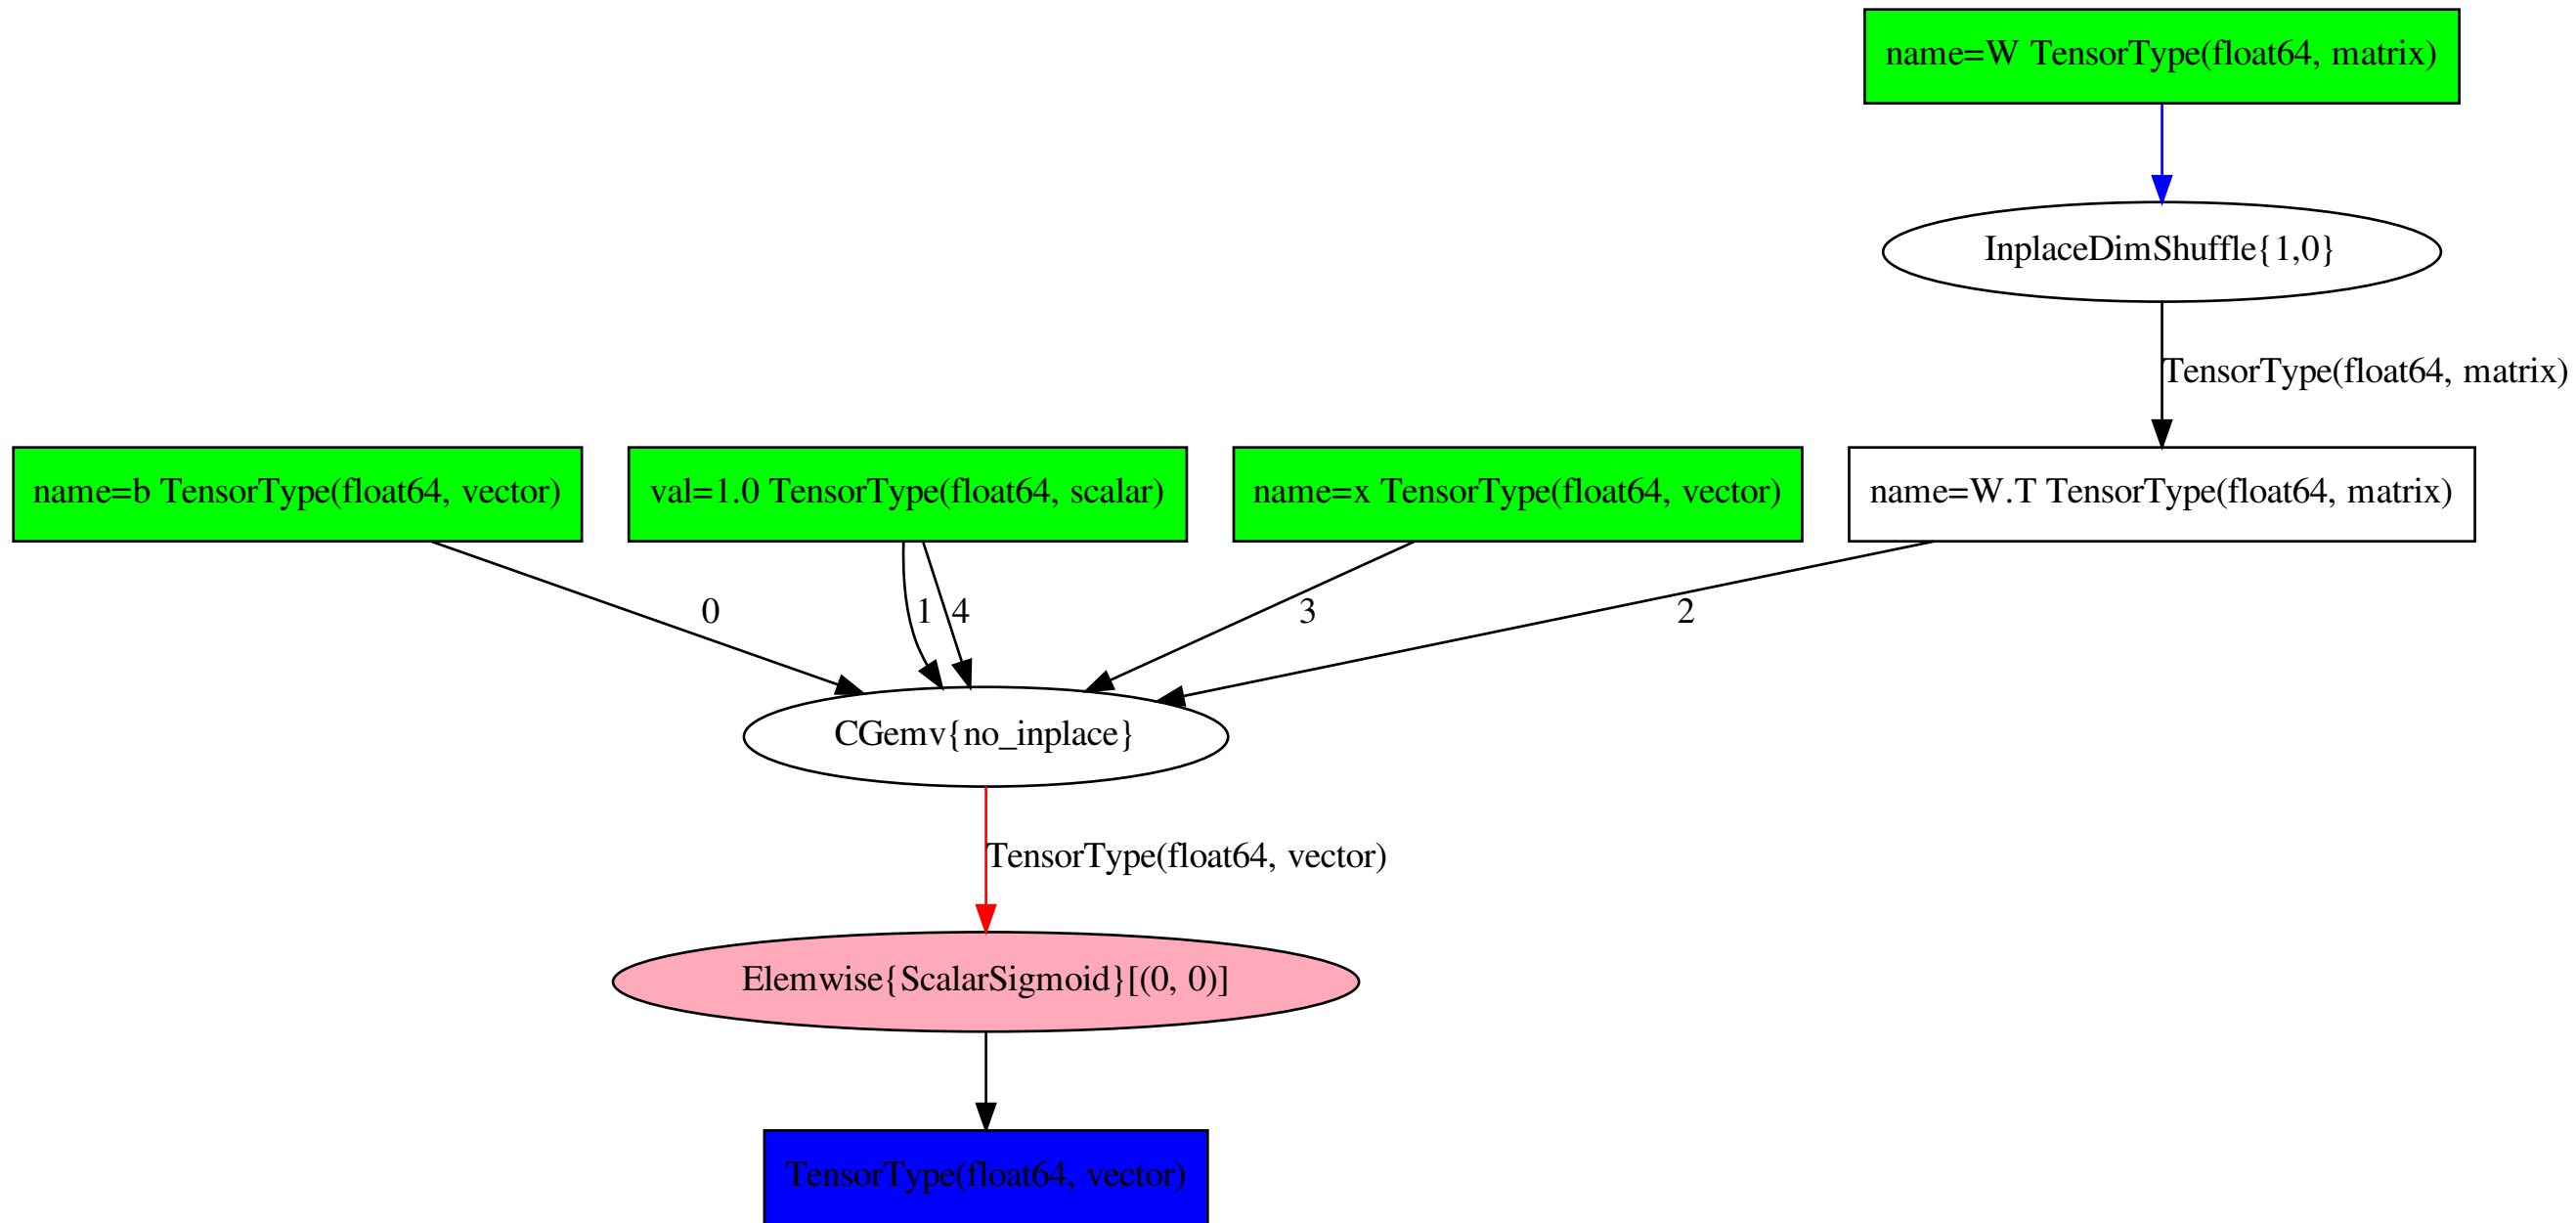 name=W TensorType(float64, matrix)
InplaceDimShuffle{1,0}
TensorType(float64, matrix)
name=b TensorType(float64, vector)
val=1.0 TensorType(float64, scalar)
name=x TensorType(float64, vector)
name=W.T TensorType(float64, matrix)
0
1
4
3
2
CGemv{no_inplace}
TensorType(float64, vector)
Elemwise{ScalarSigmoid}[(0, 0)]
TensorType(float64, vector)